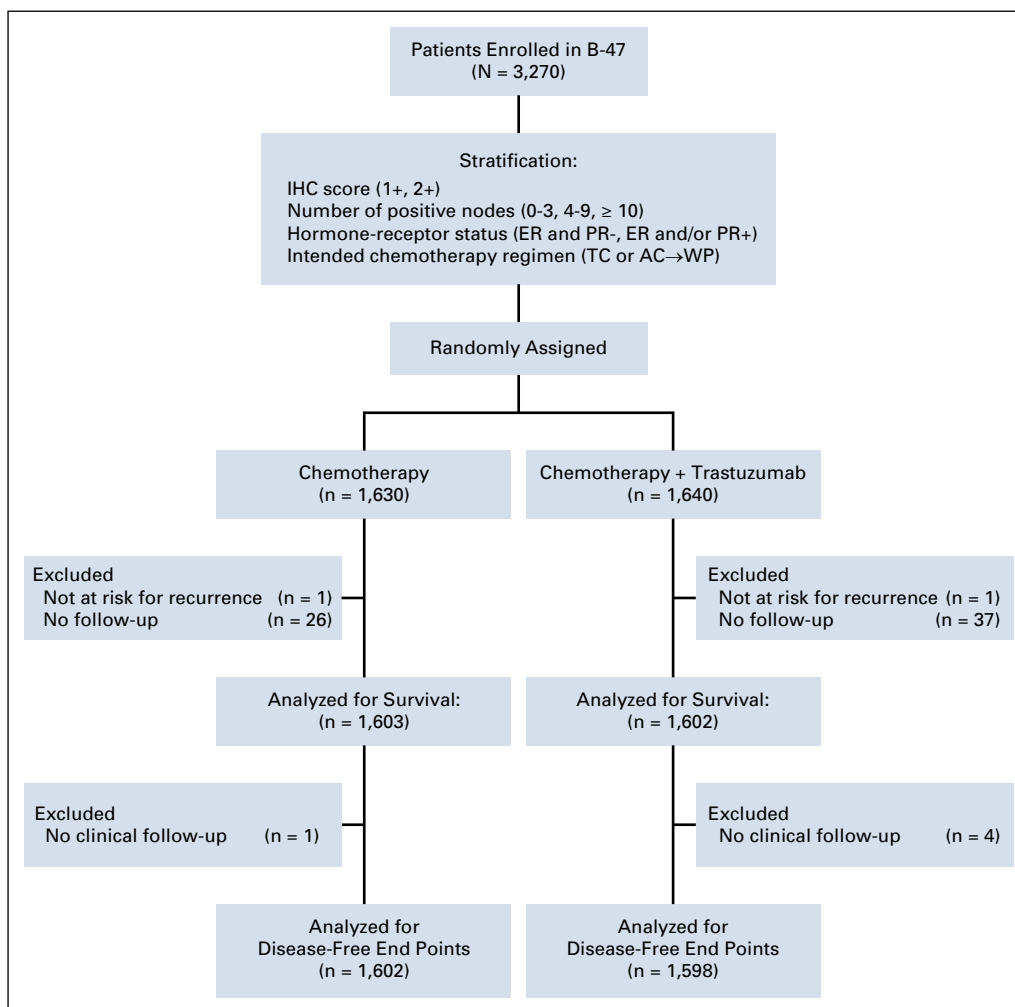 Patients Enrolled in B-47
(N = 3,270)
Stratification:
IHC score (1+, 2+)
Number of positive nodes (0-3, 4-9, ≥ 10)
Hormone-receptor status (ER and PR-, ER and/or PR+)
Intended chemotherapy regimen (TC or AC→WP)
Randomly Assigned
Chemotherapy
(n = 1,630)
Chemotherapy + Trastuzumab
(n = 1,640)
Excluded
Not at risk for recurrence (n = 1)
No follow-up (n = 26)
Excluded
Not at risk for recurrence (n = 1)
No follow-up (n = 37)
Analyzed for Survival:
(n = 1,603)
Analyzed for Survival:
(n = 1,602)
Excluded
No clinical follow-up (n = 1)
Excluded
No clinical follow-up (n = 4)
Analyzed for
Disease-Free End Points
(n = 1,602)
Analyzed for
Disease-Free End Points
(n = 1,598)